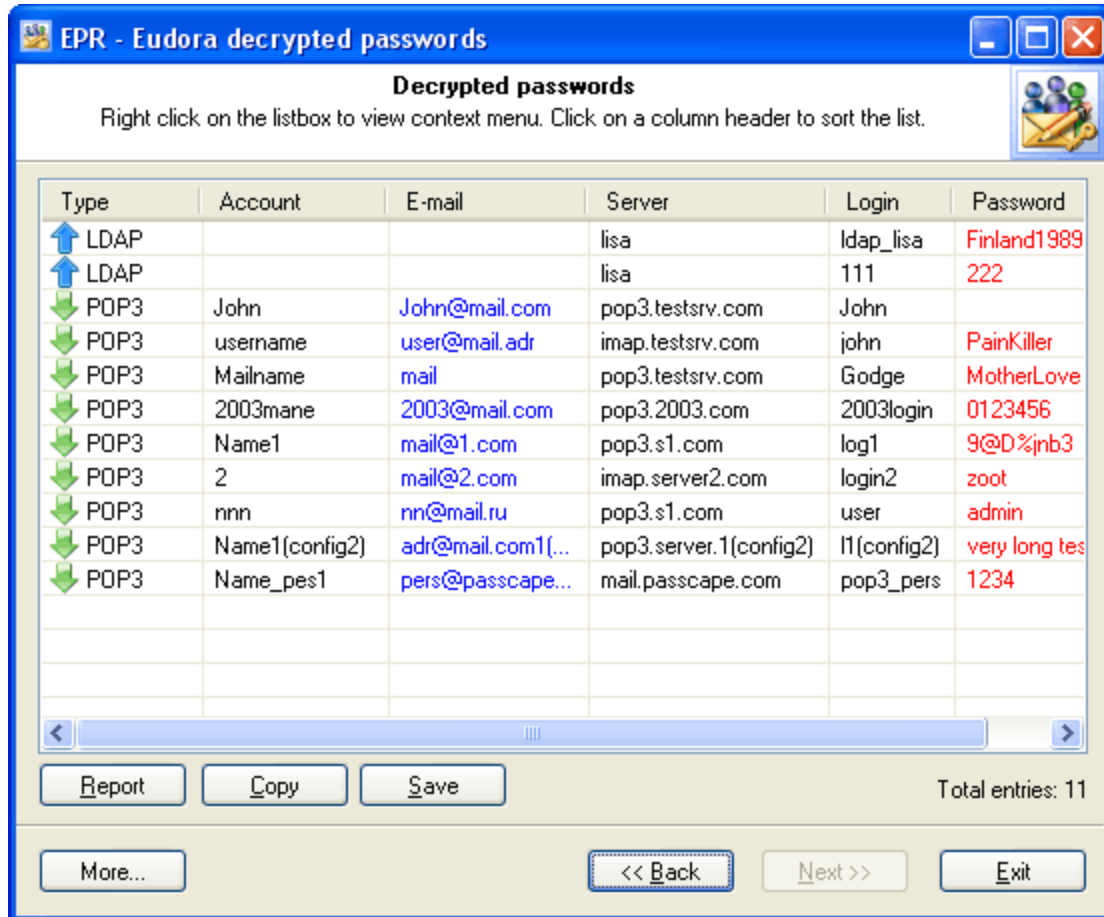 EPR - Eudora decrypted passwords
Decrypted passwords
Right click on the listbox to view context menu. Click on a column header to sort the list.
Type Account E-mail Server Login Password
LDAP lisa ldap_lisa Finland1989
LDAP lisa 111 222
POP3 John John@mail.com pop3.testsrv.com John
POP3 username user@mail.adr imap.testsrv.com john PainKiller
POP3 Mailname mail pop3.testsrv.com Godge MotherLove
POP3 2003mane 2003@mail.com pop3.2003.com 2003login 0123456
POP3 Name1 mail@1.com pop3.s1.com log1 9@D%jnb3
POP3 2 mail@2.com imap.server2.com login2 zoot
POP3 nnn nn@mail.ru pop3.s1.com user admin
POP3 Name1(config2) adr@mail.com1(... pop3.server.1(config2) l1(config2) very long tes
POP3 Name_pes1 pers@passcape... mail.passcape.com pop3_pers 1234
Report Copy Save Total entries: 11
More... << Back Next >> Exit